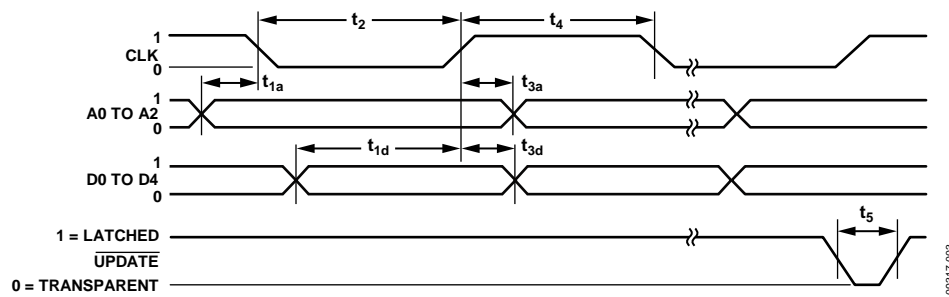 t2 t4
1
CLK
0
t1a t3a
1
A0 TO A2
0
t1d t3d
1
D0 TO D4
0
t5
1 = LATCHED
UPDATE
0 = TRANSPARENT